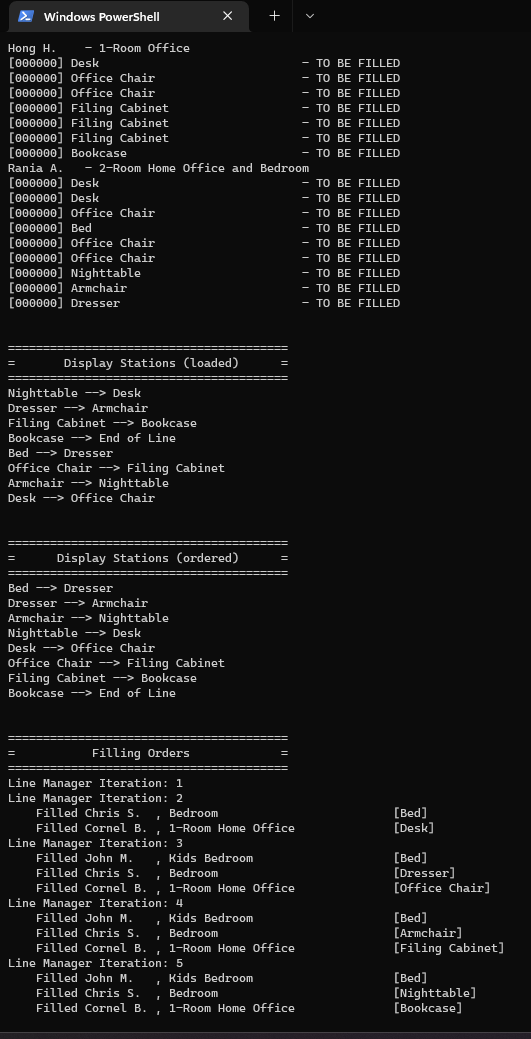 Windows PowerShell
Hong H.    - 1-Room Office
[000000] Desk                             - TO BE FILLED
[000000] Office Chair                     - TO BE FILLED
[000000] Office Chair                     - TO BE FILLED
[000000] Filing Cabinet                   - TO BE FILLED
[000000] Filing Cabinet                   - TO BE FILLED
[000000] Filing Cabinet                   - TO BE FILLED
[000000] Bookcase                         - TO BE FILLED
Rania A.   - 2-Room Home Office and Bedroom
[000000] Desk                             - TO BE FILLED
[000000] Desk                             - TO BE FILLED
[000000] Office Chair                     - TO BE FILLED
[000000] Bed                              - TO BE FILLED
[000000] Office Chair                     - TO BE FILLED
[000000] Office Chair                     - TO BE FILLED
[000000] Nighttable                       - TO BE FILLED
[000000] Armchair                         - TO BE FILLED
[000000] Dresser                          - TO BE FILLED
========================================
=       Display Stations (loaded)      =
========================================
Nighttable --> Desk
Dresser --> Armchair
Filing Cabinet --> Bookcase
Bookcase --> End of Line
Bed --> Dresser
Office Chair --> Filing Cabinet
Armchair --> Nighttable
Desk --> Office Chair
========================================
=      Display Stations (ordered)      =
========================================
Bed --> Dresser
Dresser --> Armchair
Armchair --> Nighttable
Nighttable --> Desk
Desk --> Office Chair
Office Chair --> Filing Cabinet
Filing Cabinet --> Bookcase
Bookcase --> End of Line
========================================
=           Filling Orders             =
========================================
Line Manager Iteration: 1
Line Manager Iteration: 2
    Filled Chris S.  , Bedroom                         [Bed]
    Filled Cornel B. , 1-Room Home Office              [Desk]
Line Manager Iteration: 3
    Filled John M.   , Kids Bedroom                    [Bed]
    Filled Chris S.  , Bedroom                         [Dresser]
    Filled Cornel B. , 1-Room Home Office              [Office Chair]
Line Manager Iteration: 4
    Filled John M.   , Kids Bedroom                    [Bed]
    Filled Chris S.  , Bedroom                         [Armchair]
    Filled Cornel B. , 1-Room Home Office              [Filing Cabinet]
Line Manager Iteration: 5
    Filled John M.   , Kids Bedroom                    [Bed]
    Filled Chris S.  , Bedroom                         [Nighttable]
    Filled Cornel B. , 1-Room Home Office              [Bookcase]